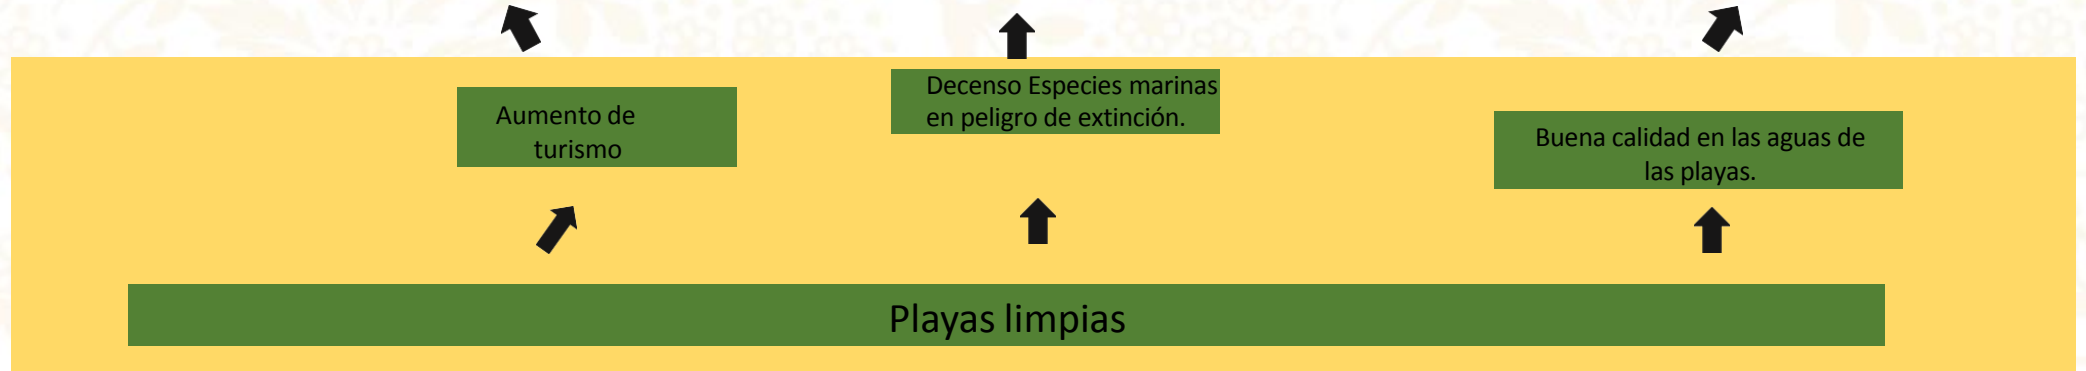 Aumento de
turismo
Decenso Especies marinas
en peligro de extinción.
Buena calidad en las aguas de
las playas.
Playas limpias